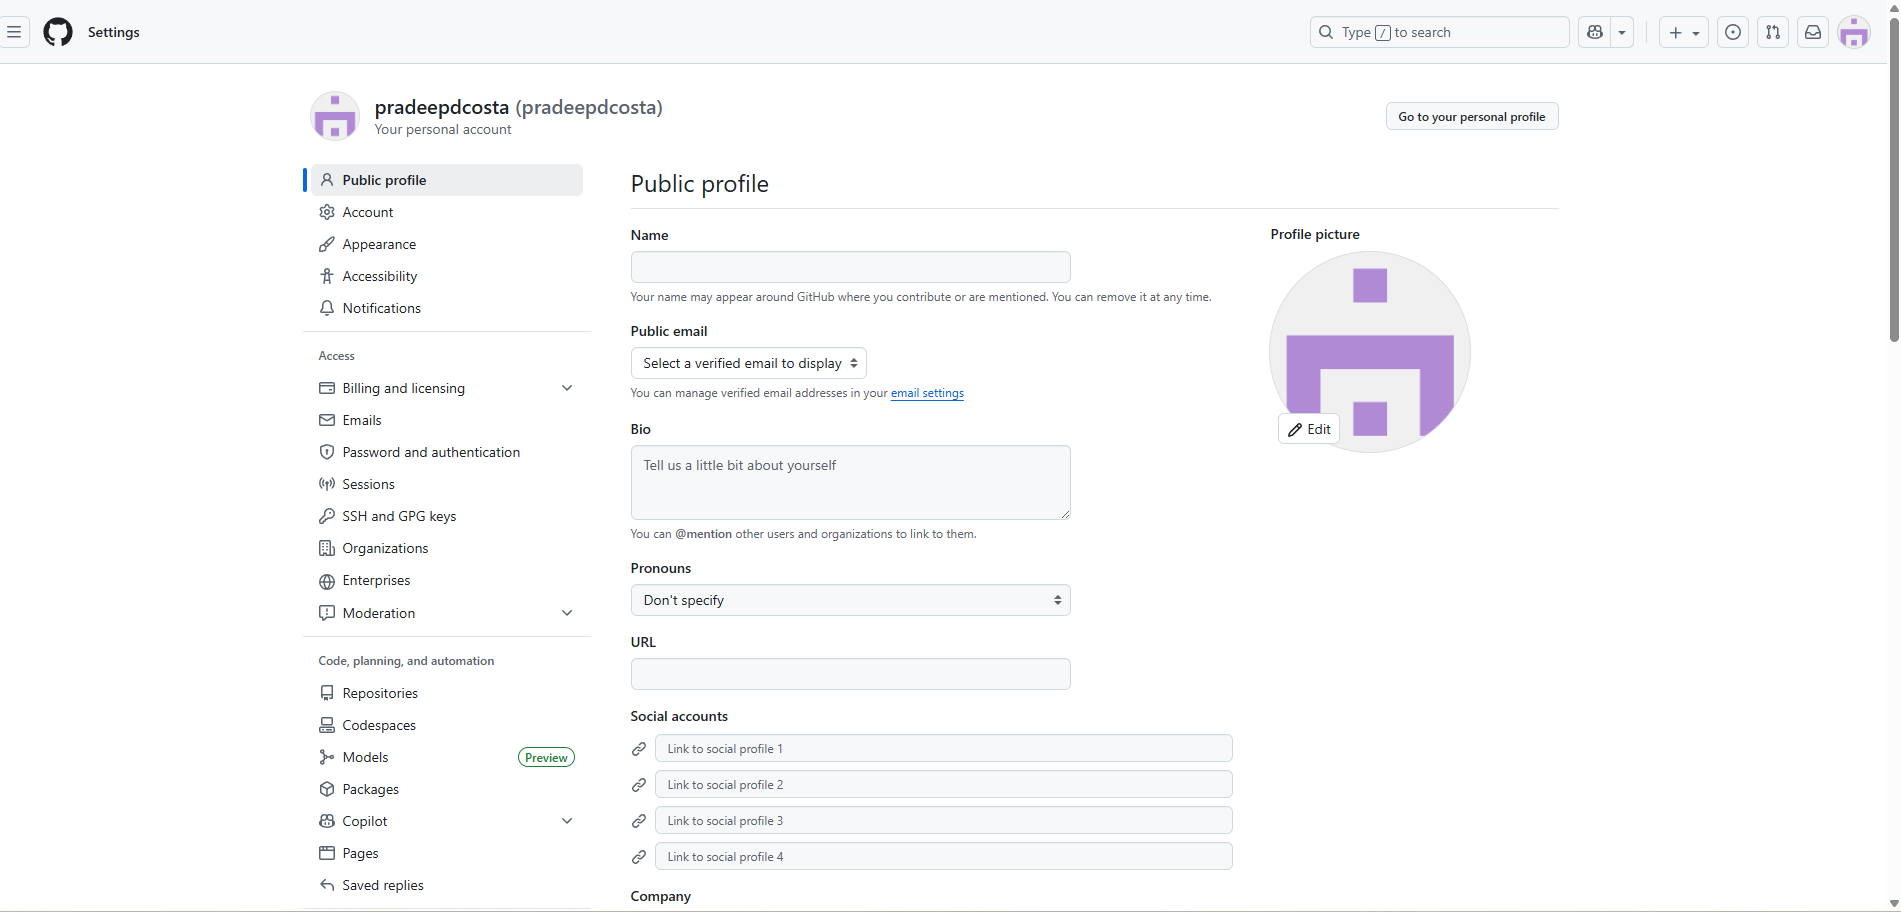 Settings
Type / to search
pradeepdcosta (pradeepdcosta)
Your personal account
Go to your personal profile
Public profile
Account
Appearance
Accessibility
Notifications
Access
Billing and licensing
Emails
Password and authentication
Sessions
SSH and GPG keys
Organizations
Enterprises
Moderation
Code, planning, and automation
Repositories
Codespaces
Models Preview
Packages
Copilot
Pages
Saved replies
Public profile
Name
Your name may appear around GitHub where you contribute or are mentioned. You can remove it at any time.
Public email
Select a verified email to display
You can manage verified email addresses in your email settings
Bio
Tell us a little bit about yourself
You can @mention other users and organizations to link to them.
Pronouns
Don't specify
URL
Social accounts
Link to social profile 1
Link to social profile 2
Link to social profile 3
Link to social profile 4
Company
Profile picture
Edit